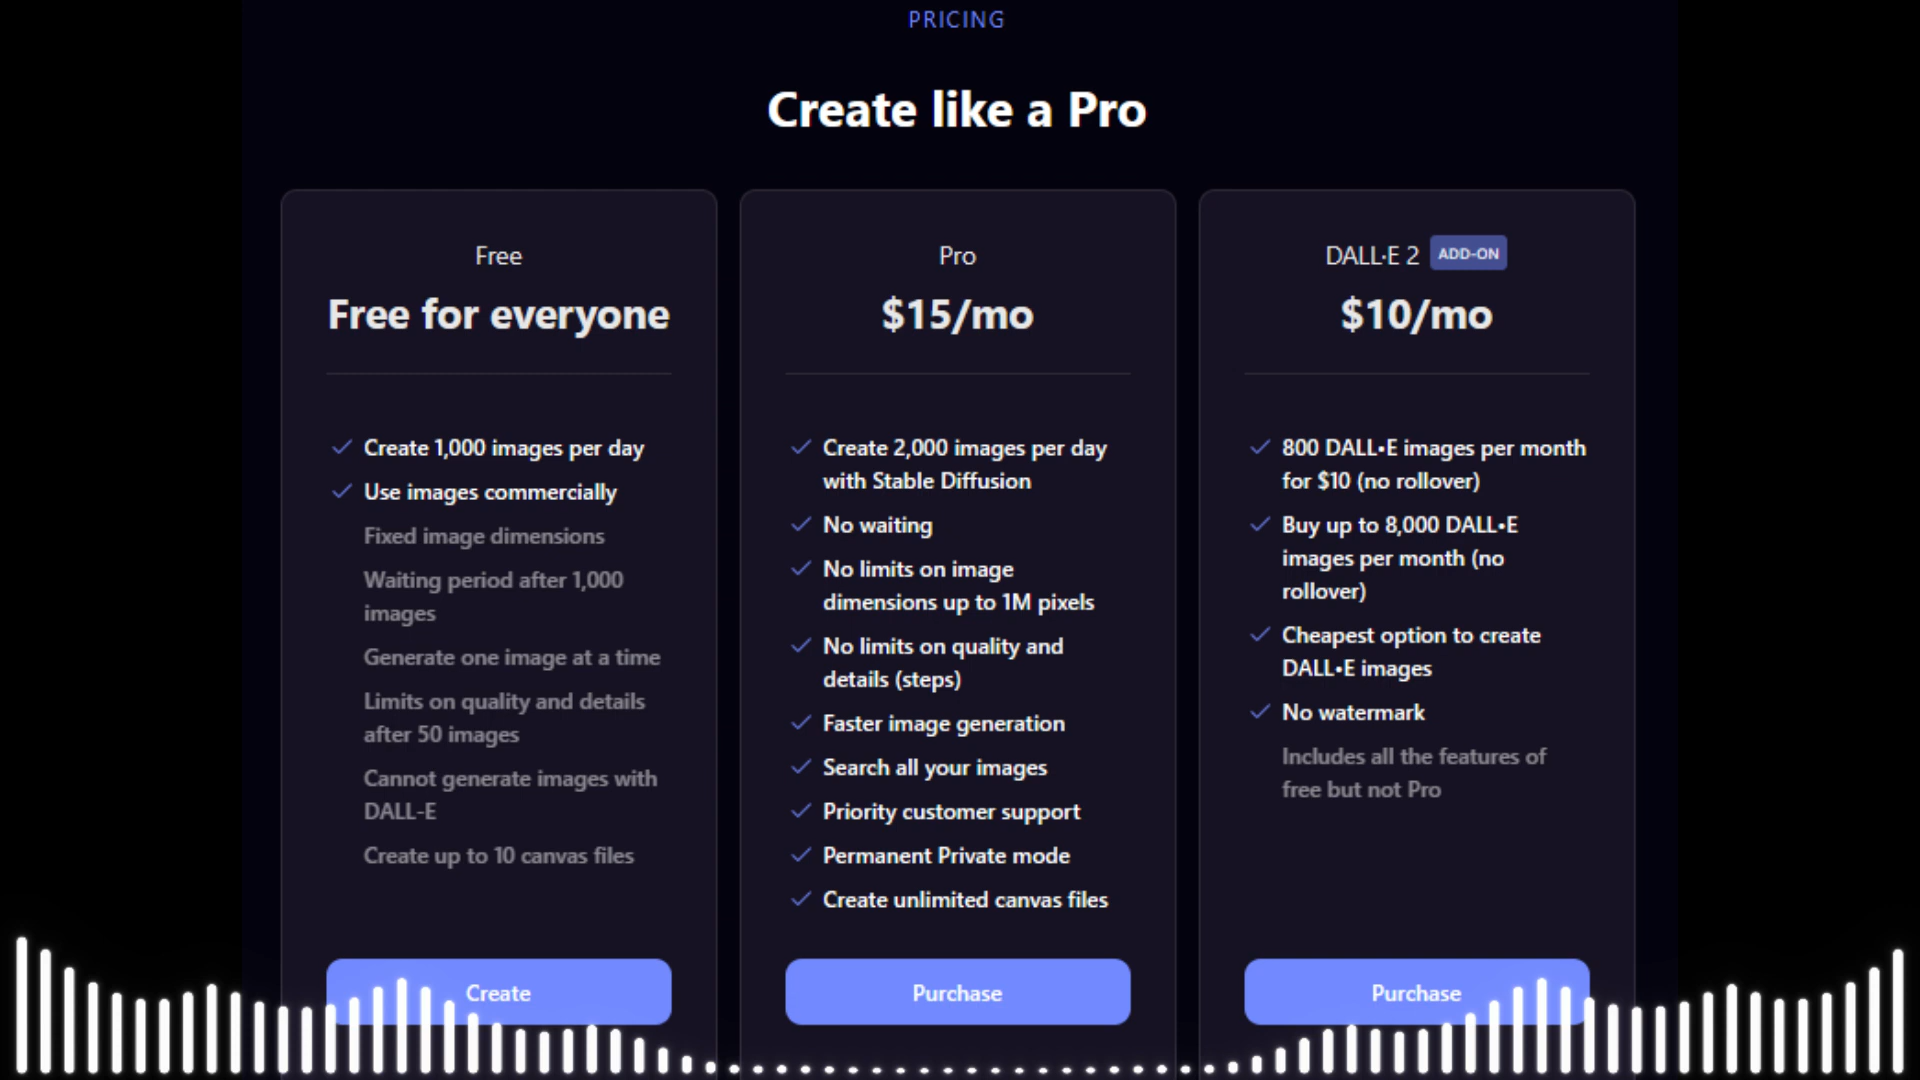 PRICING
Create like a Pro
Free
Free for everyone
Create 1,000 images per day
Use images commercially
Fixed image dimensions
Waiting period after 1,000
images
Generate one image at a time
Limits on quality and details
after 50 images
Cannot generate images with
DALL-E
Create up to 10 canvas files
Create
Pro
$15/mo
Create 2,000 images per day
with Stable Diffusion
No waiting
No limits on image
dimensions up to 1M pixels
No limits on quality and
details (steps)
Faster image generation
Search all your images
Priority customer support
Permanent Private mode
Create unlimited canvas files
Purchase
DALL·E 2 ADD-ON
$10/mo
800 DALL•E images per month
for $10 (no rollover)
Buy up to 8,000 DALL•E
images per month (no
rollover)
Cheapest option to create
DALL•E images
No watermark
Includes all the features of
free but not Pro
Purchase